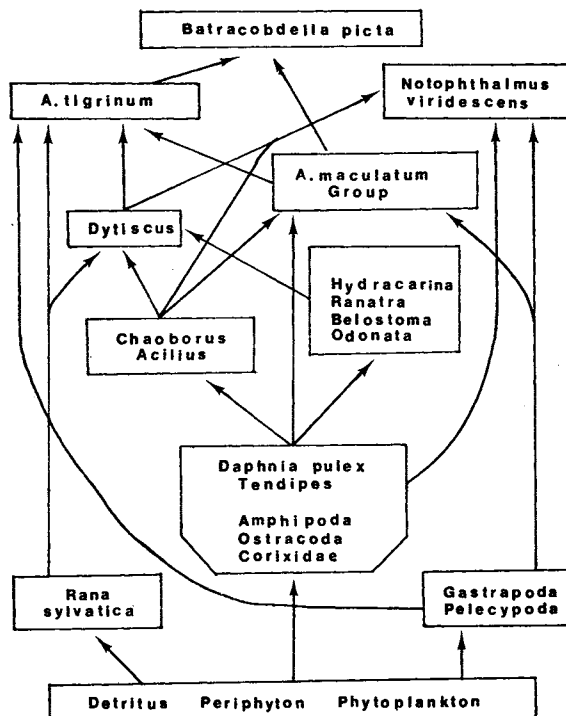 Batracobdella picta
A.tigrinum
Notophthalmus
viridescens
A.maculatum
Group
Dytiscus
Hydracarina
Ranatra
Belostoma
Odonata
Chaoborus
Acilius
Daphnia pulex
Tendipes
Amphipoda
Ostracoda
Corixidae
Rana
sylvatica
Gastrapoda
Pelecypoda
Detritus Periphyton Phytoplankton